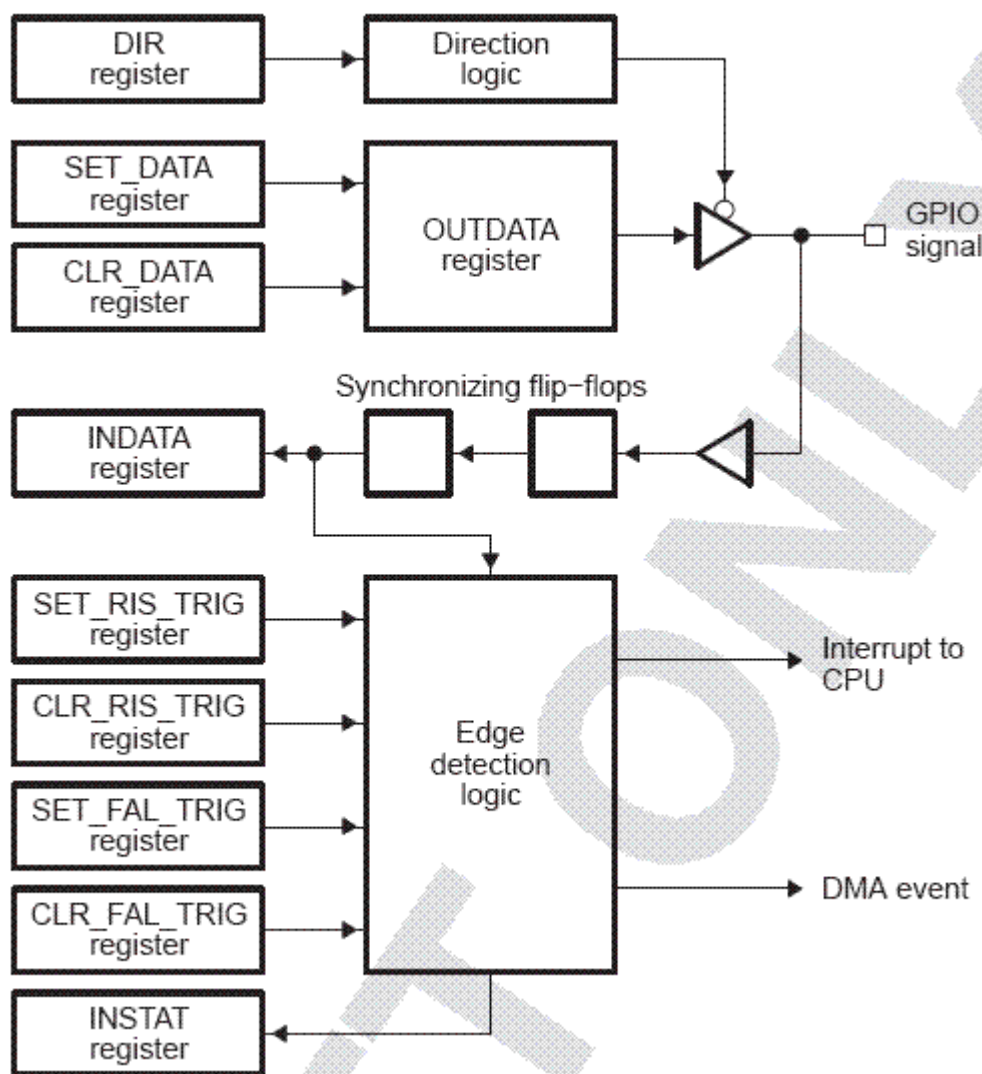 DIR
register
Direction
logic
SET_DATA
register
OUTDATA
register
GPIO
signal
CLR_DATA
register
Synchronizing flip-flops
INDATA
register
SET_RIS_TRIG
register
CLR_RIS_TRIG
register
Edge
detection
logic
Interrupt to
CPU
SET_FAL_TRIG
register
CLR_FAL_TRIG
register
DMA event
INSTAT
register
T ONLY